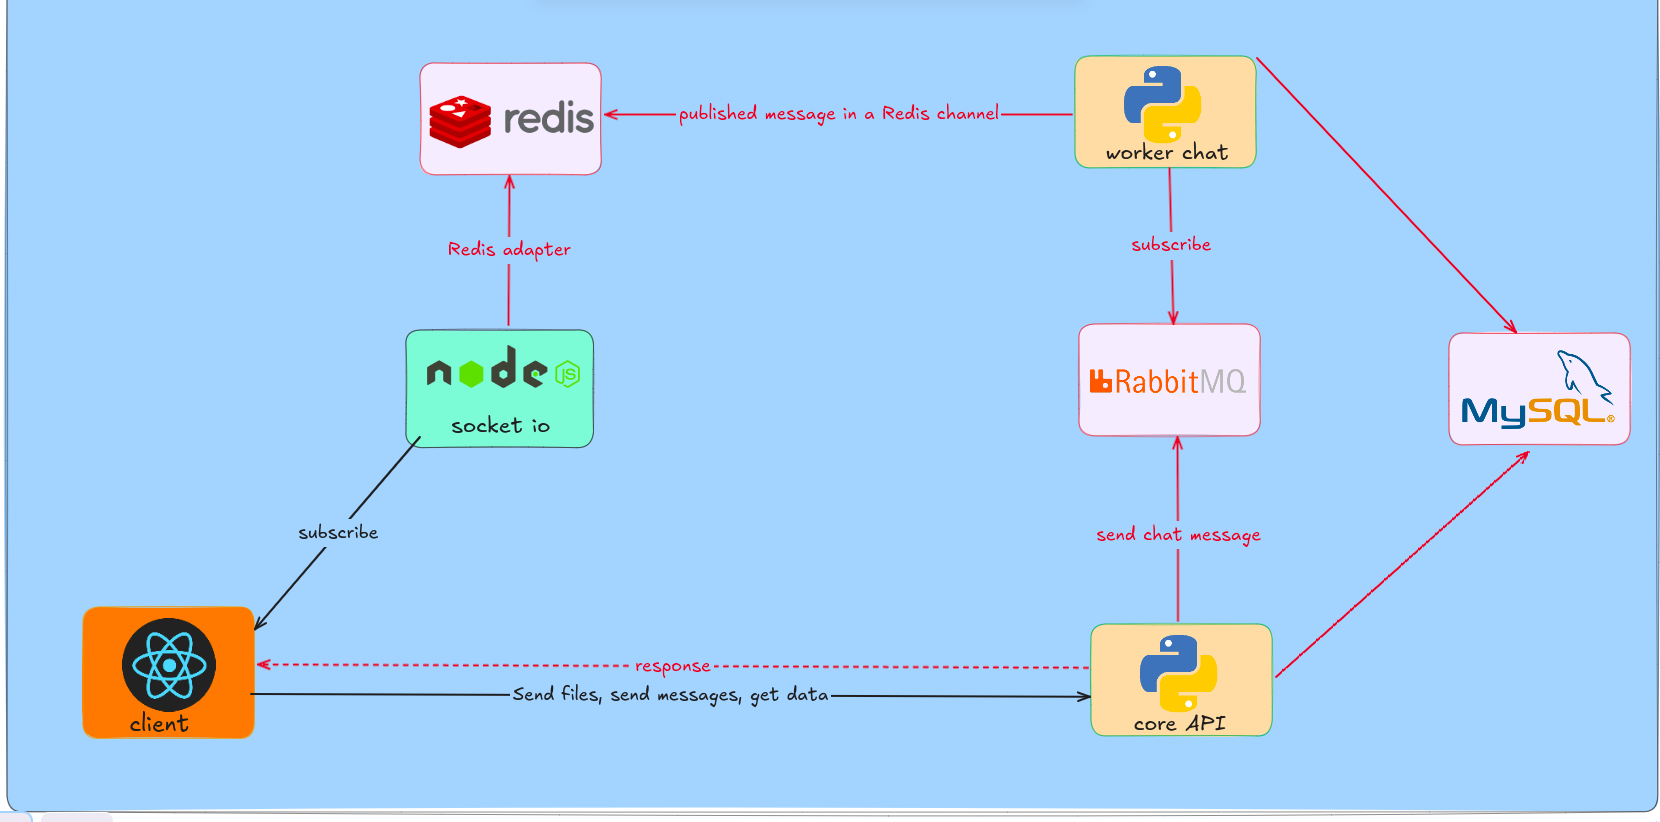 redis
published message in a Redis channel
worker chat
Redis adapter
subscribe
node
JS
socket io
RabbitMQ
MySQL®
subscribe
send chat message
response
Send files, send messages, get data
client
core API